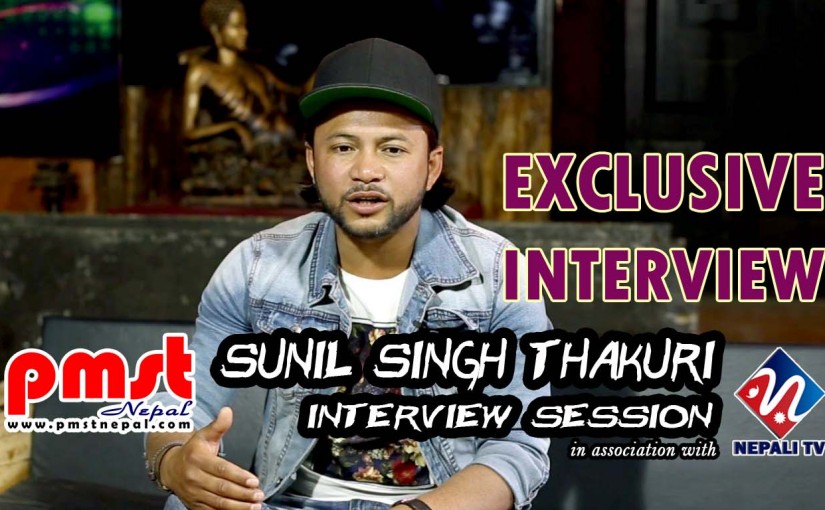 EXCLUSIVE
INTERVIEW
pmst
Nepal
www.pmstnepal.com
SUNIL SINGH THAKURI
INTERVIEW SESSION
in association with
NEPALI TV